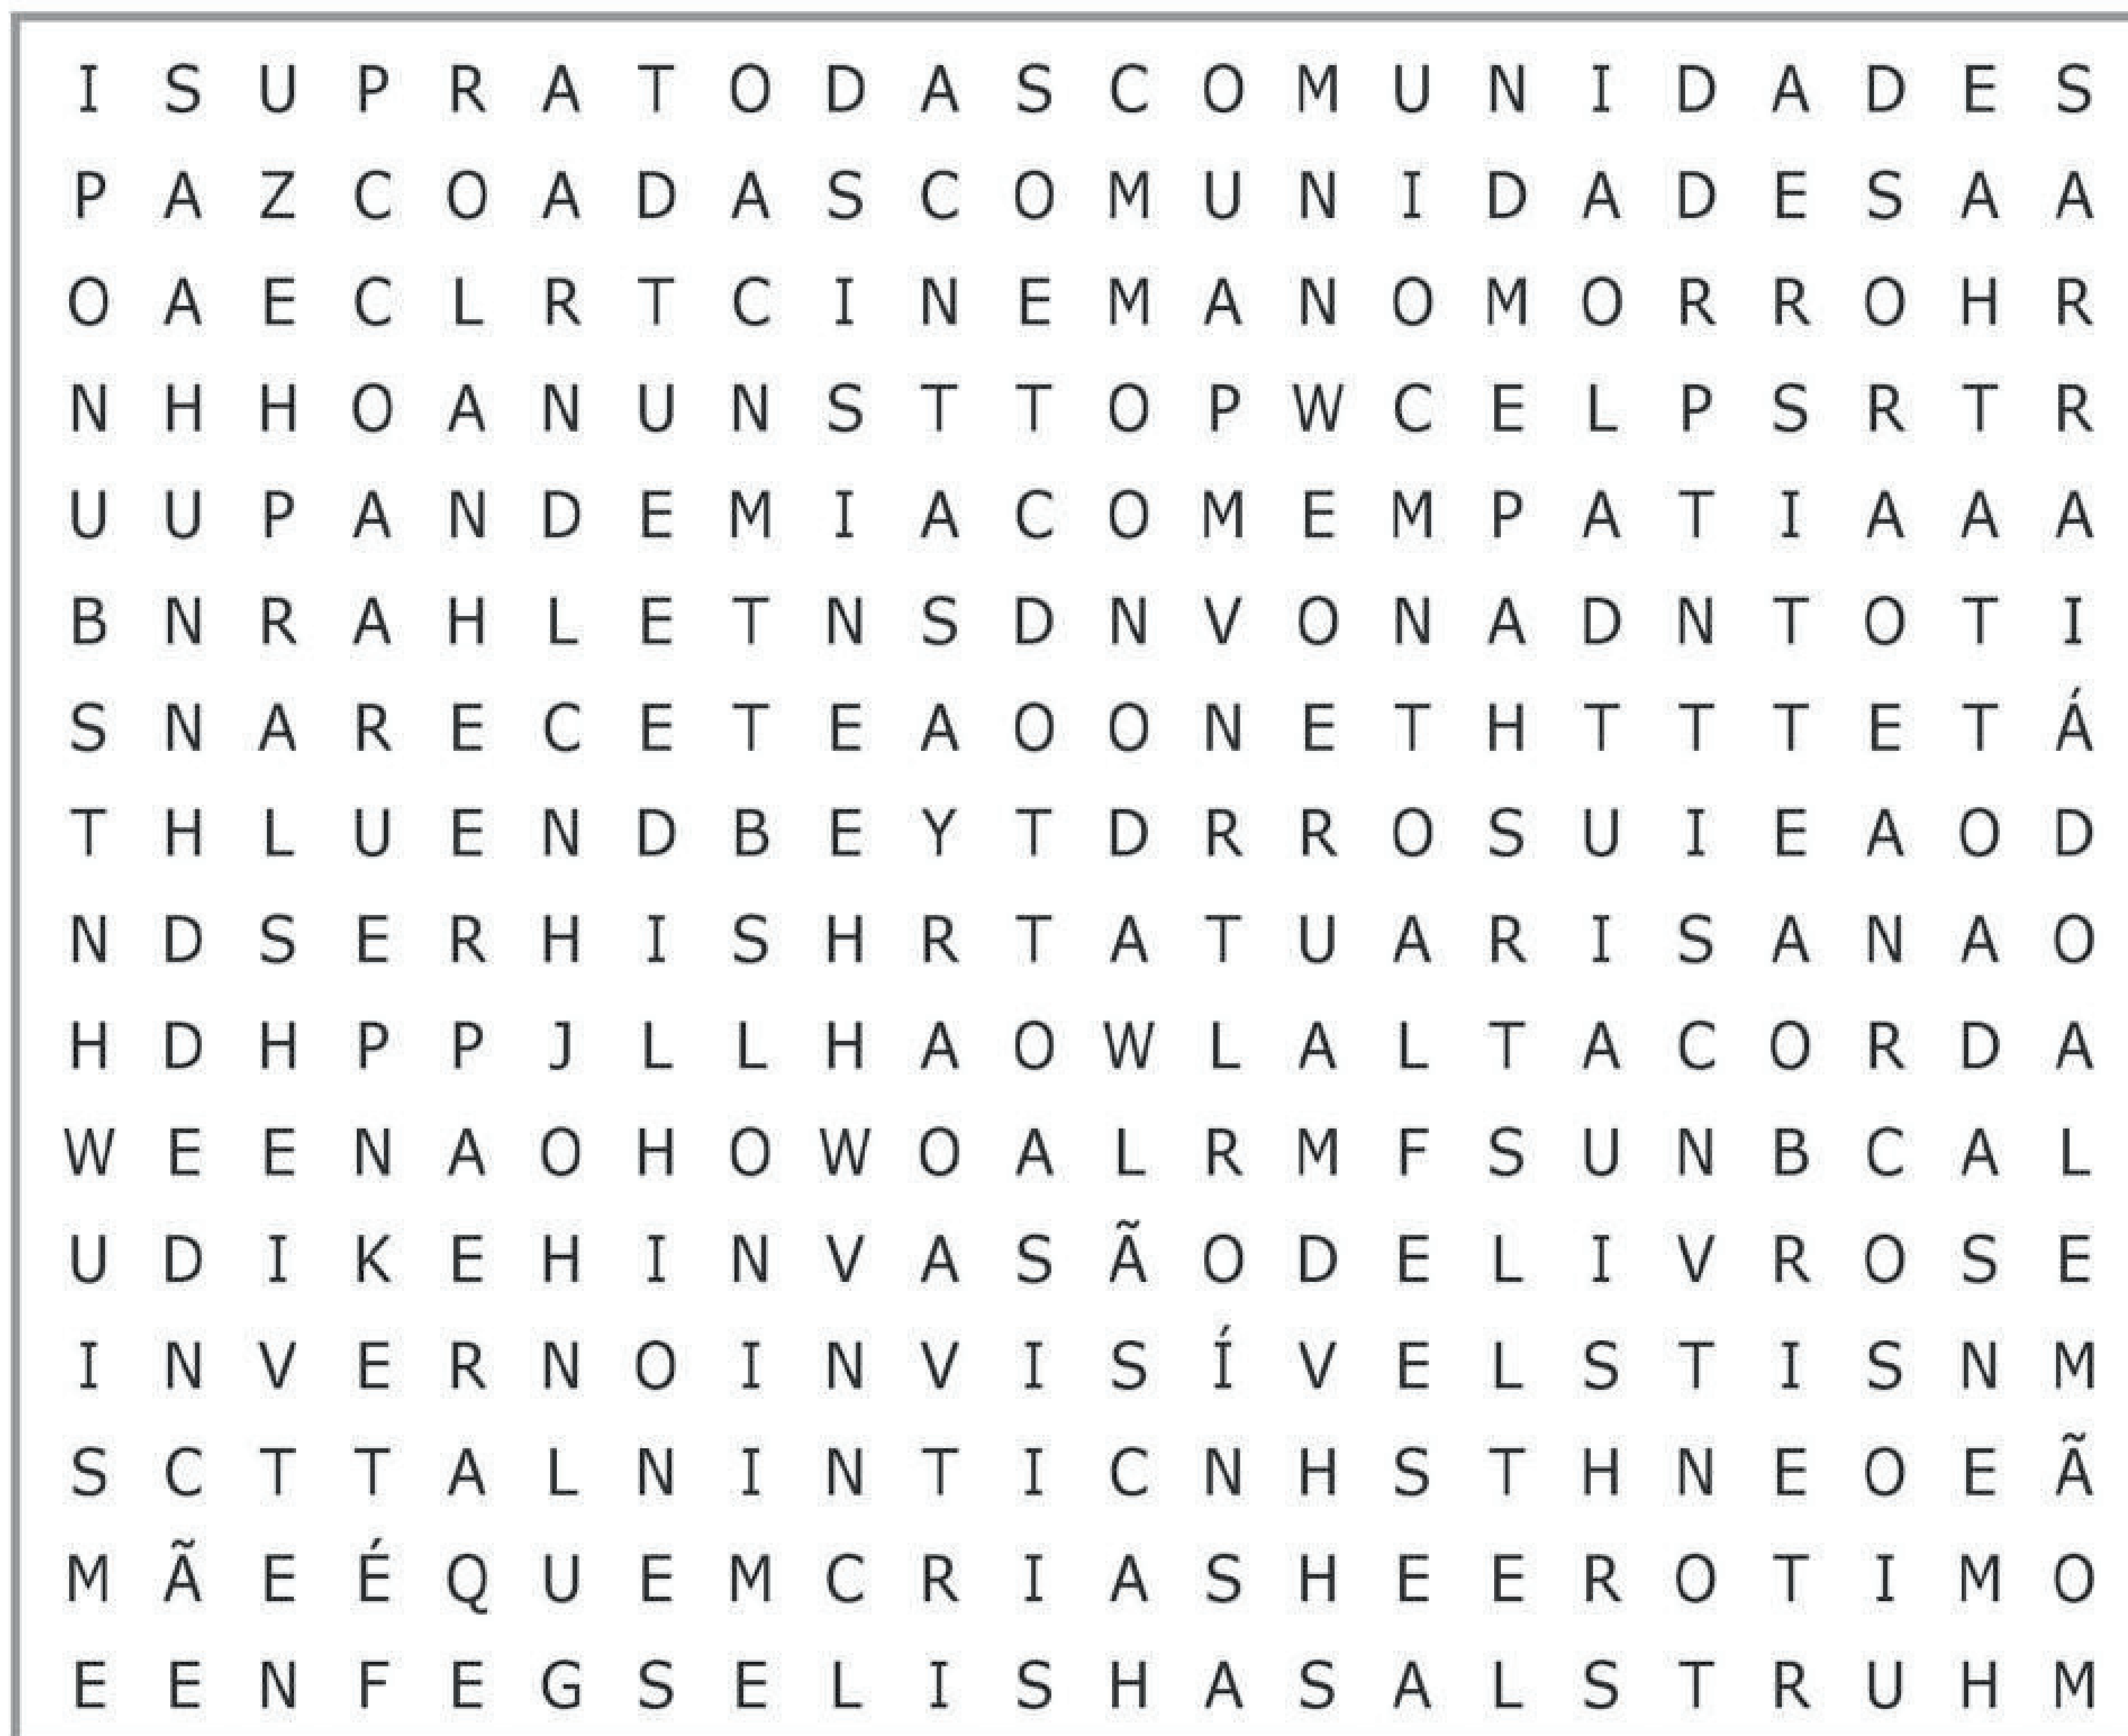 I S U P R A T O D A S C O M U N I D A D E S
P A Z C O A D A S C O M U N I D A D E S A A
O A E C L R T C I N E M A N O M O R R O H R
N H H O A N U N S T T O P W C E L P S R T R
U U P A N D E M I A C O M E M P A T I A A A
B N R A H L E T N S D N V O N A D N T O T I
S N A R E C E T E A O O N E T H T T T E T Á
T H L U E N D B E Y T D R R O S U I E A O D
N D S E R H I S H R T A T U A R I S A N A O
H D H P P J L L H A O W L A L T A C O R D A
W E E N A O H O W O A L R M F S U N B C A L
U D I K E H I N V A S Ã O D E L I V R O S E
I N V E R N O I N V I S Í V E L S T I S N M
S C T T A L N I N T I C N H S T H N E O E Ã
M Ã E É Q U E M C R I A S H E E R O T I M O
E E N F E G S E L I S H A S A L S T R U H M